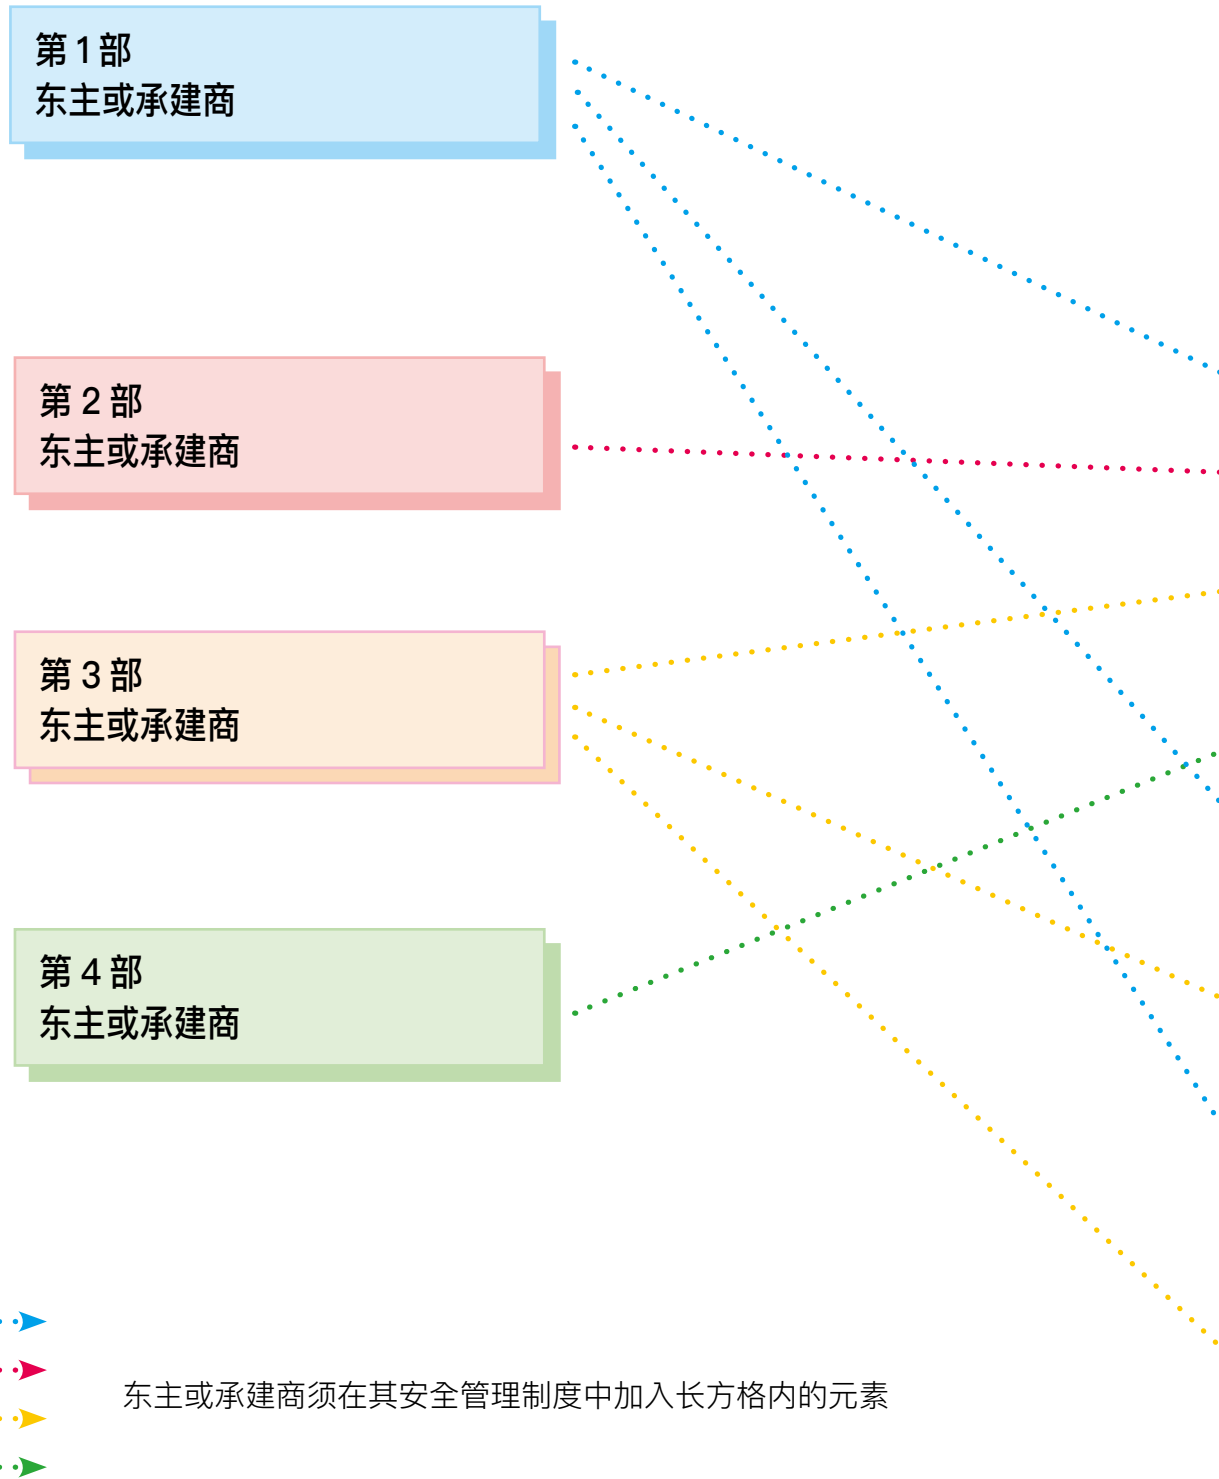 第1部
东主或承建商
第 2 部
东主或承建商
第 3 部
东主或承建商
第 4 部
东主或承建商
东主或承建商须在其安全管理制度中加入长方格内的元素